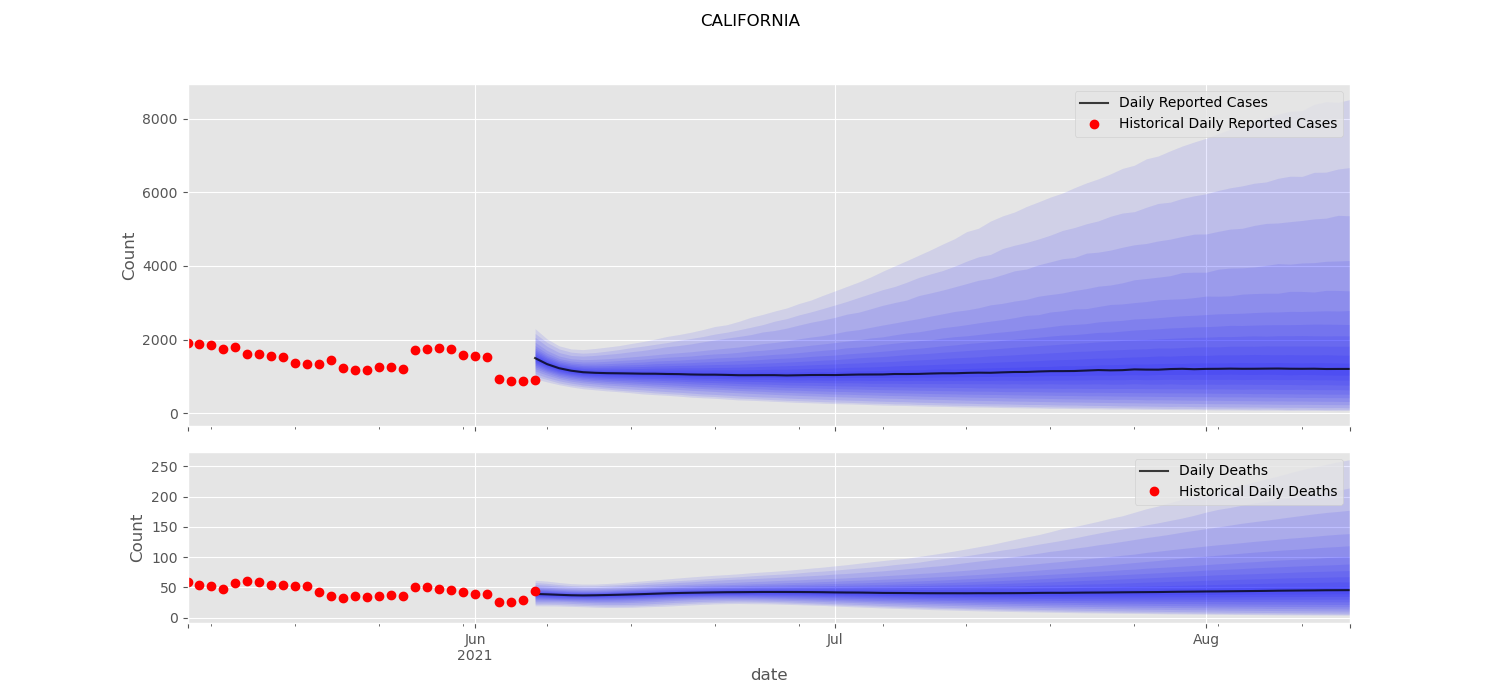 CALIFORNIA
Daily Reported Cases
Historical Daily Reported Cases
8000
6000
4000
2000
0
Count
Daily Deaths
Historical Daily Deaths
250
200
150
100
50
0
Count
Jun
2021
Jul
Aug
date